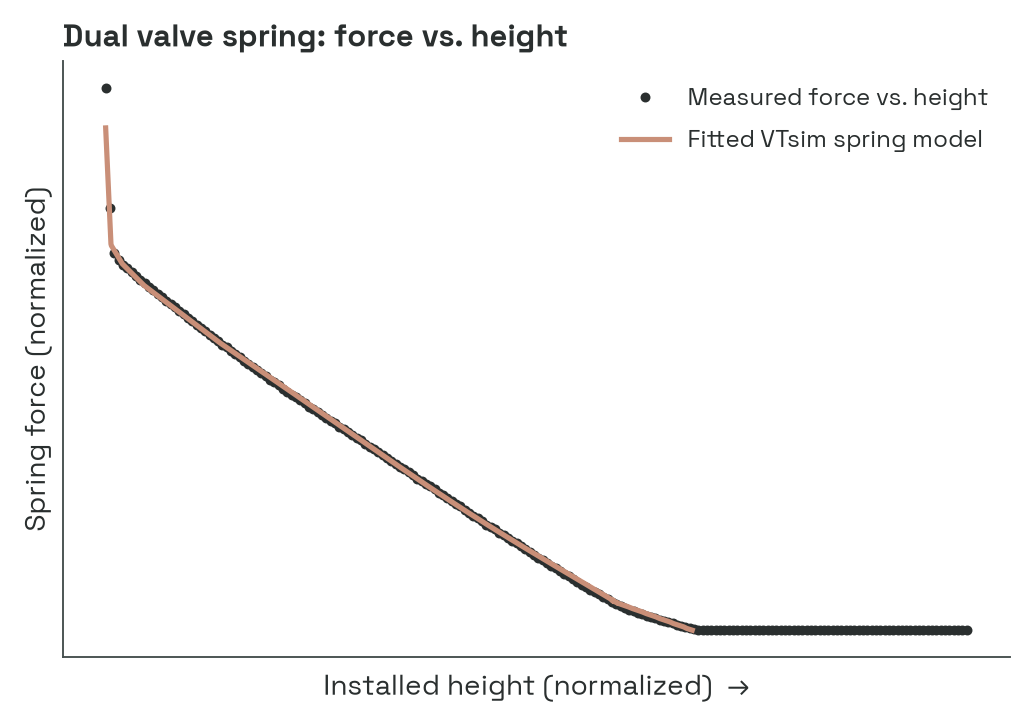 Dual valve spring: force vs. height
Measured force vs. height
Fitted VTsim spring model
Spring force (normalized)
Installed height (normalized) →